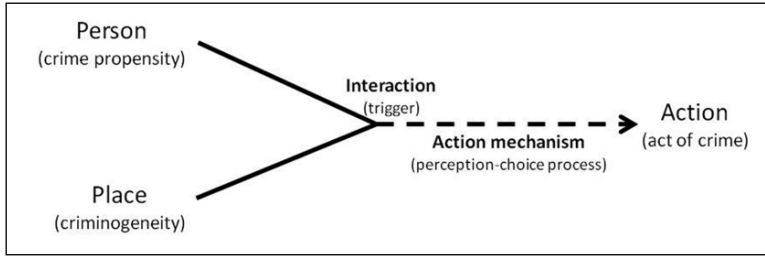 Person
(crime propensity)
Interaction
(trigger)
Action mechanism
(perception-choice process)
Action
(act of crime)
Place
(criminogeneity)